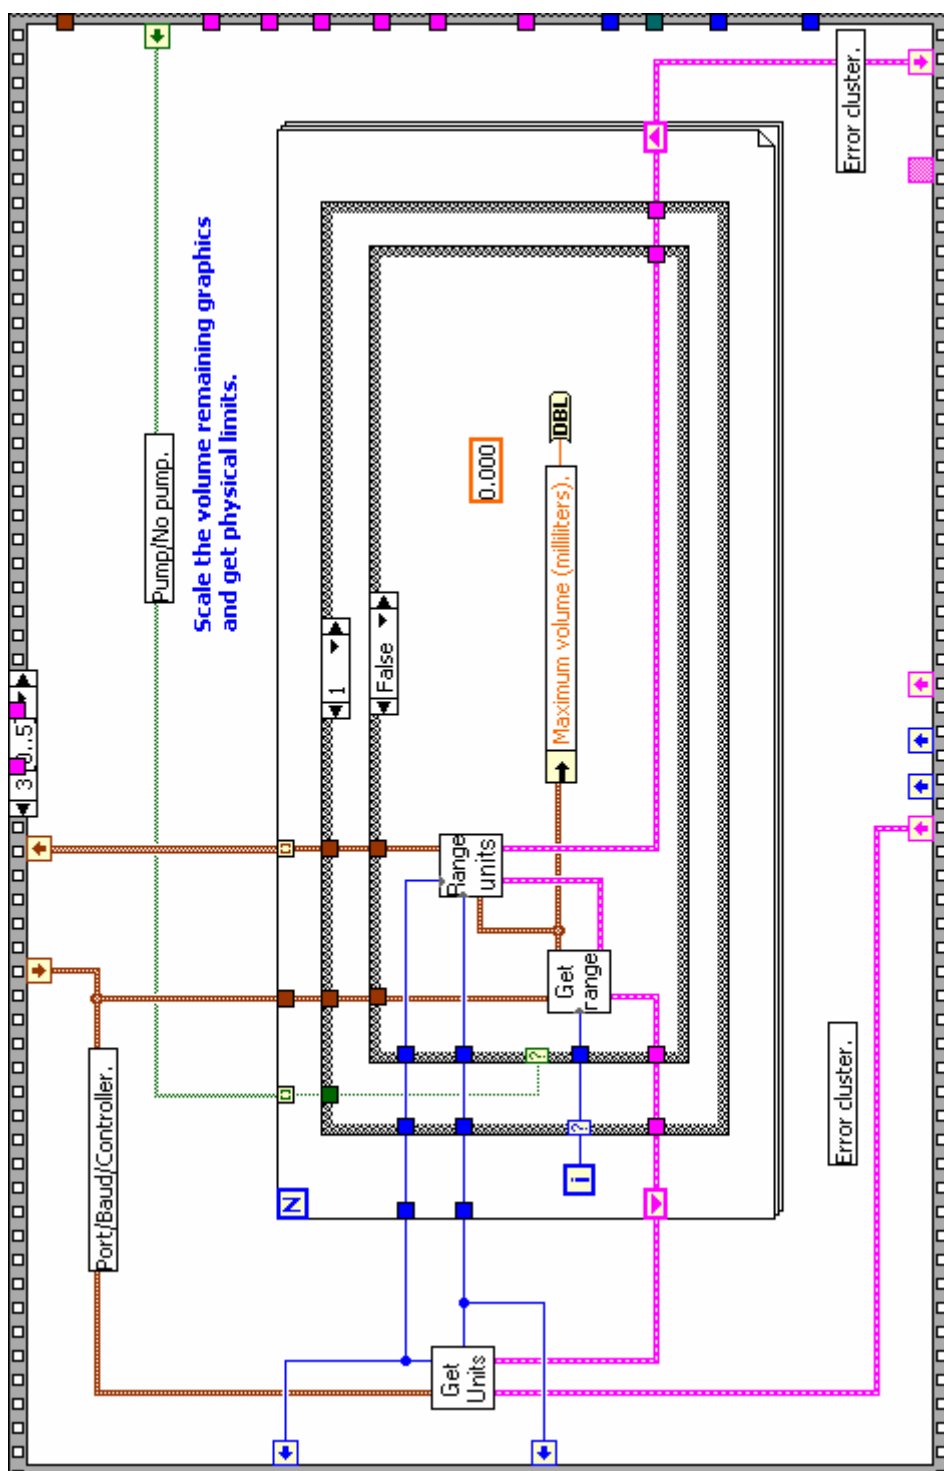 3
0..5
Port/Baud/Controller.
Pump/No pump.
Scale the volume remaining graphics
and get physical limits.
N
1
False
Get
Units
Range
units
0.000
Get
range
Maximum volume (milliliters).
DBL
i
Error cluster.
Error cluster.